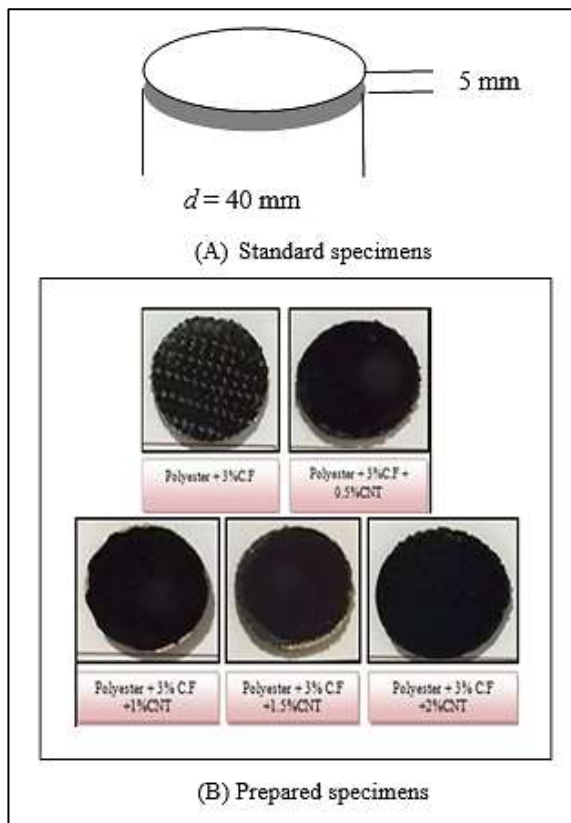 5 mm
d = 40 mm
(A) Standard specimens
Polyester + 3%C.F
Polyester + 3%C.F +
0.5%CNT
Polyester + 3% C.F
+1%CNT
Polyester + 3% C.F
+1.5%CNT
Polyester + 3% C.F
+2%CNT
(B) Prepared specimens